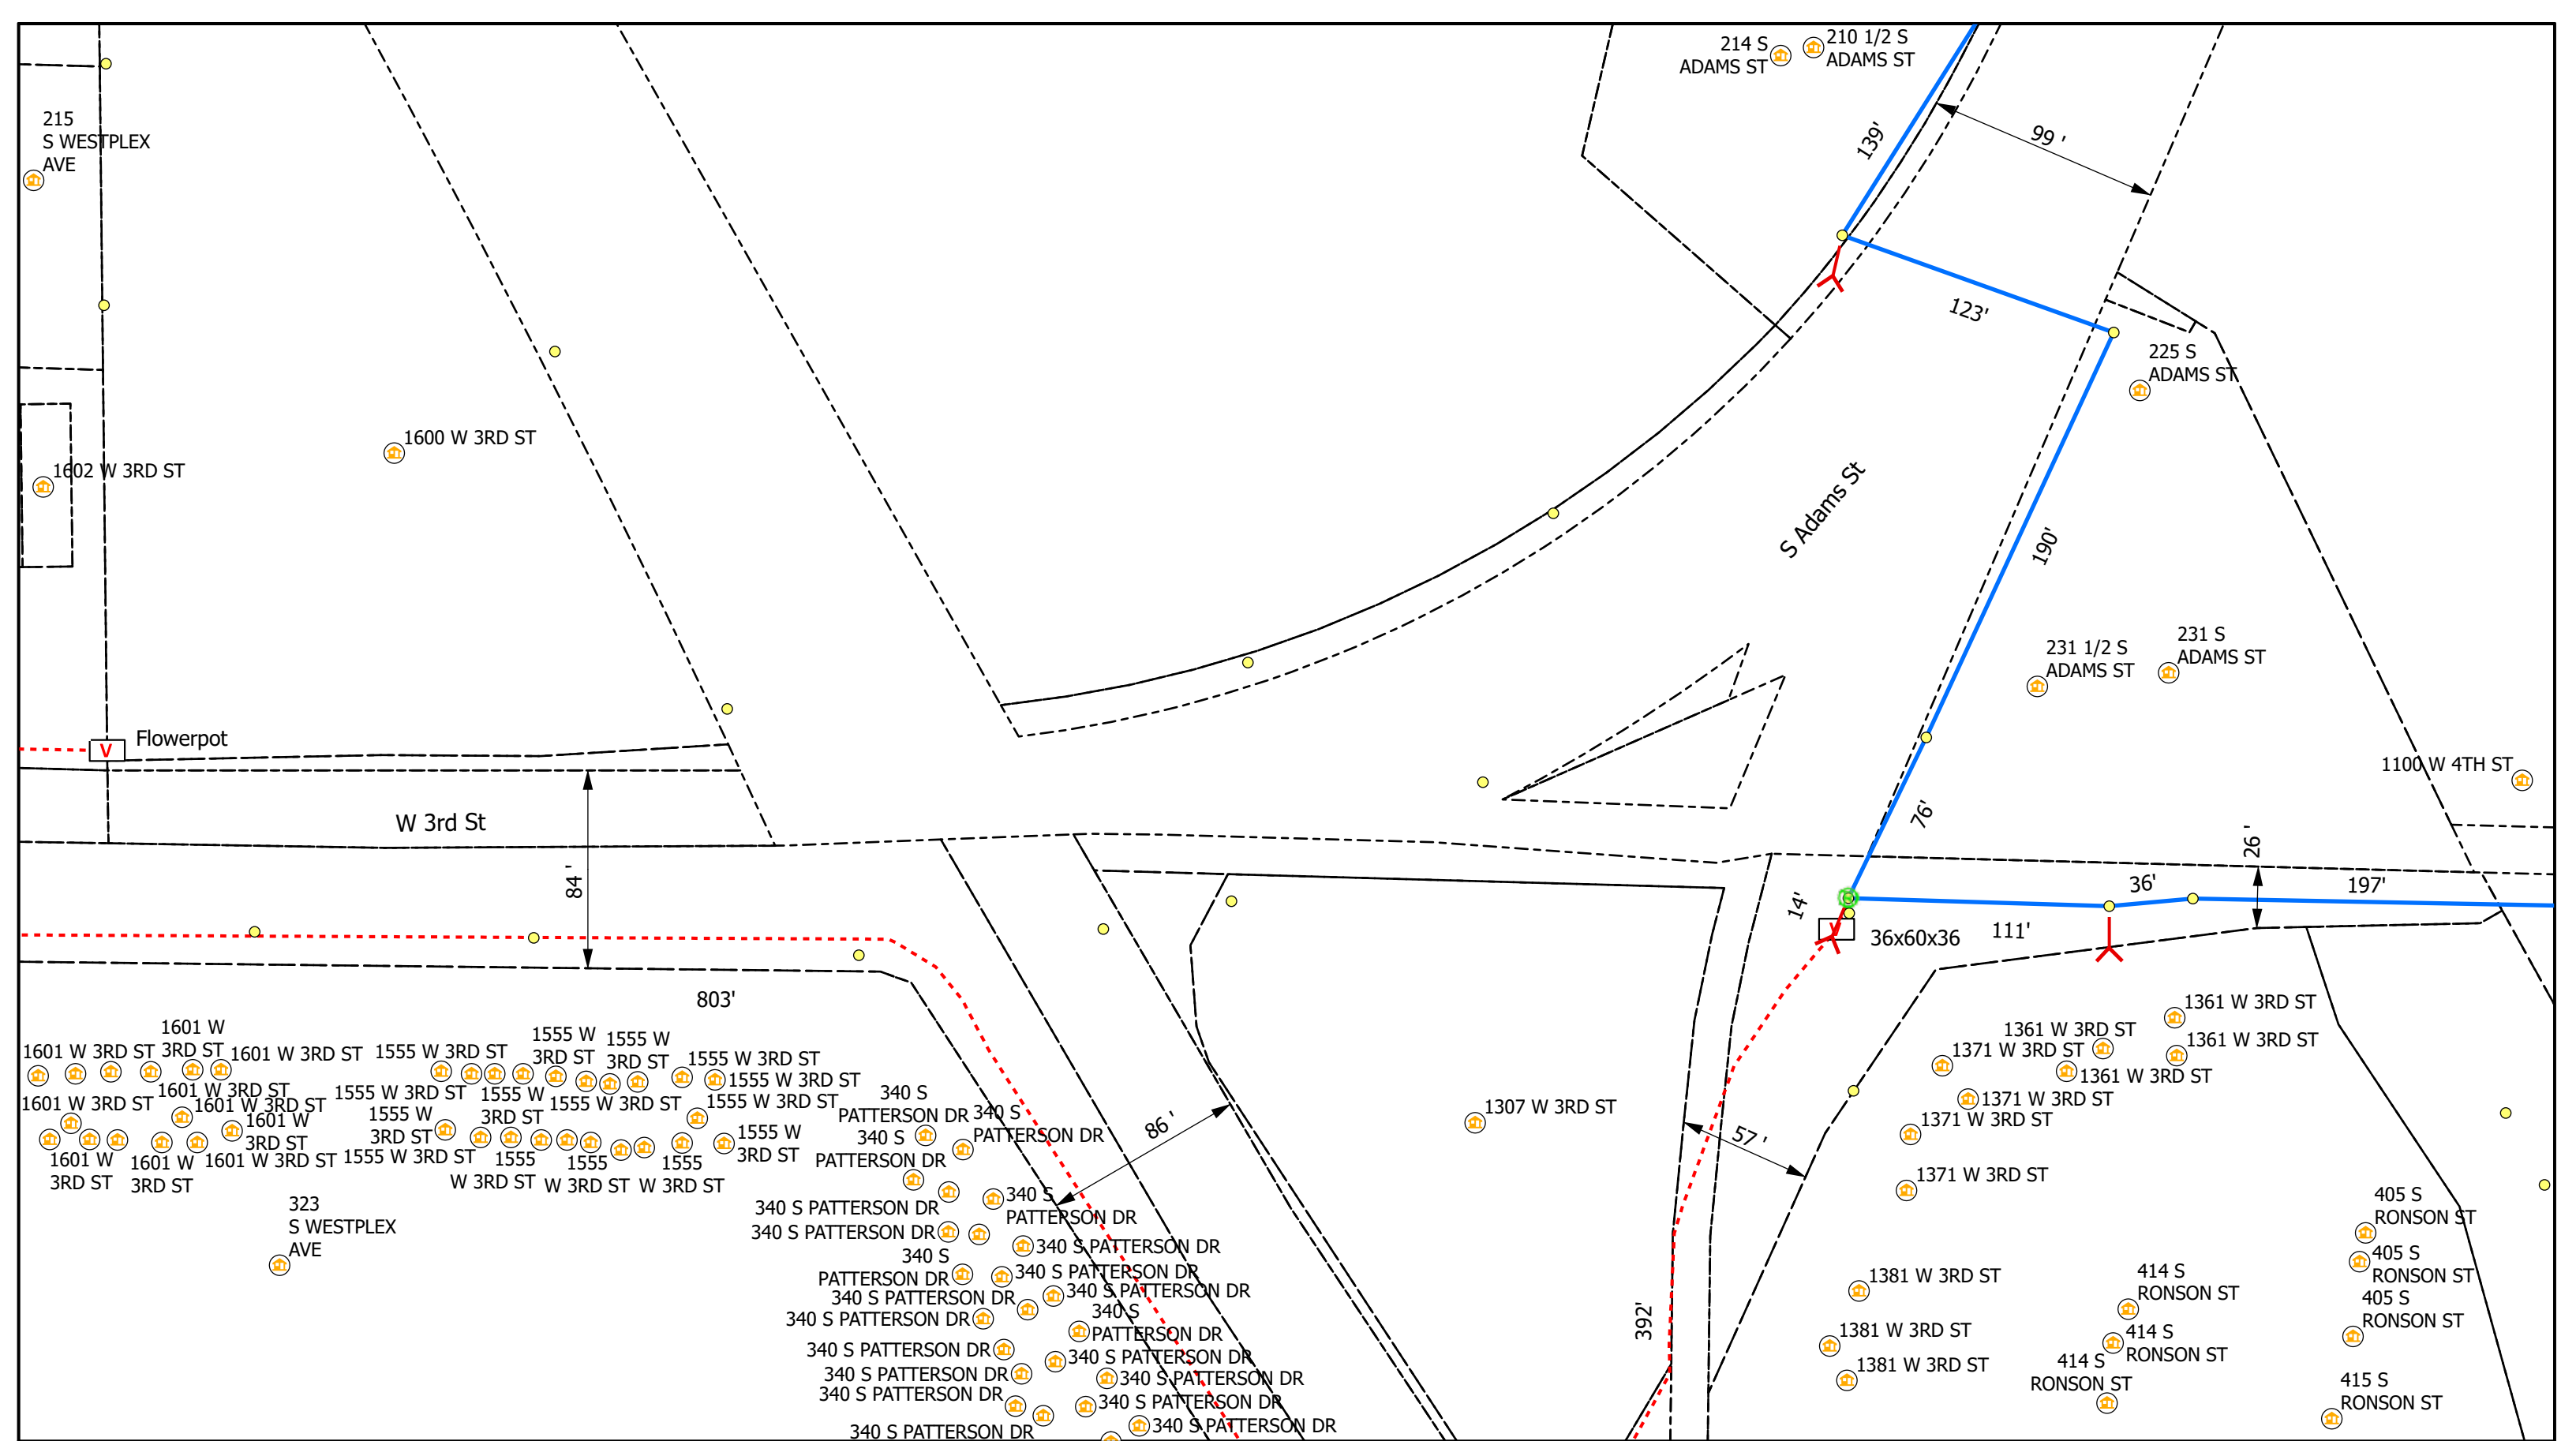 214 S
ADAMS ST
210 1/2 S
ADAMS ST
139'
99 '
215
S WESTPLEX
AVE
123'
225 S
ADAMS ST
1600 W 3RD ST
1602 W 3RD ST
S Adams St
190'
231 1/2 S
ADAMS ST
231 S
ADAMS ST
V
Flowerpot
1100 W 4TH ST
W 3rd St
84 '
76'
26 '
14'
36'
197'
V
36x60x36
111'
803'
1601 W 3RD ST
1601 W
3RD ST
1601 W 3RD ST
1555 W 3RD ST
1555 W
3RD ST
1555 W
3RD ST
1555 W 3RD ST
1555 W 3RD ST
1601 W 3RD ST
1601 W 3RD ST
1601 W 3RD ST
1601 W
3RD ST
1555 W 3RD ST
1555 W
3RD ST
1555 W
3RD ST
1555 W 3RD ST
1555 W 3RD ST
1555 W
3RD ST
1601 W
3RD ST
1601 W
3RD ST
1601 W 3RD ST
1555 W 3RD ST
1555
W 3RD ST
1555
W 3RD ST
1555
W 3RD ST
323
S WESTPLEX
AVE
340 S
PATTERSON DR
340 S
PATTERSON DR
340 S
PATTERSON DR
86 '
340 S
PATTERSON DR
340 S PATTERSON DR
340 S PATTERSON DR
340 S PATTERSON DR
340 S
PATTERSON DR
340 S PATTERSON DR
340 S PATTERSON DR
340 S PATTERSON DR
340 S PATTERSON DR
340 S
PATTERSON DR
340 S PATTERSON DR
340 S PATTERSON DR
340 S PATTERSON DR
340 S PATTERSON DR
340 S PATTERSON DR
340 S PATTERSON DR
340 S PATTERSON DR
340 S PATTERSON DR
1307 W 3RD ST
57 '
392'
1361 W 3RD ST
1361 W 3RD ST
1361 W 3RD ST
1371 W 3RD ST
1361 W 3RD ST
1371 W 3RD ST
1371 W 3RD ST
1371 W 3RD ST
1381 W 3RD ST
1381 W 3RD ST
1381 W 3RD ST
405 S
RONSON ST
405 S
RONSON ST
405 S
RONSON ST
414 S
RONSON ST
414 S
RONSON ST
414 S
RONSON ST
415 S
RONSON ST